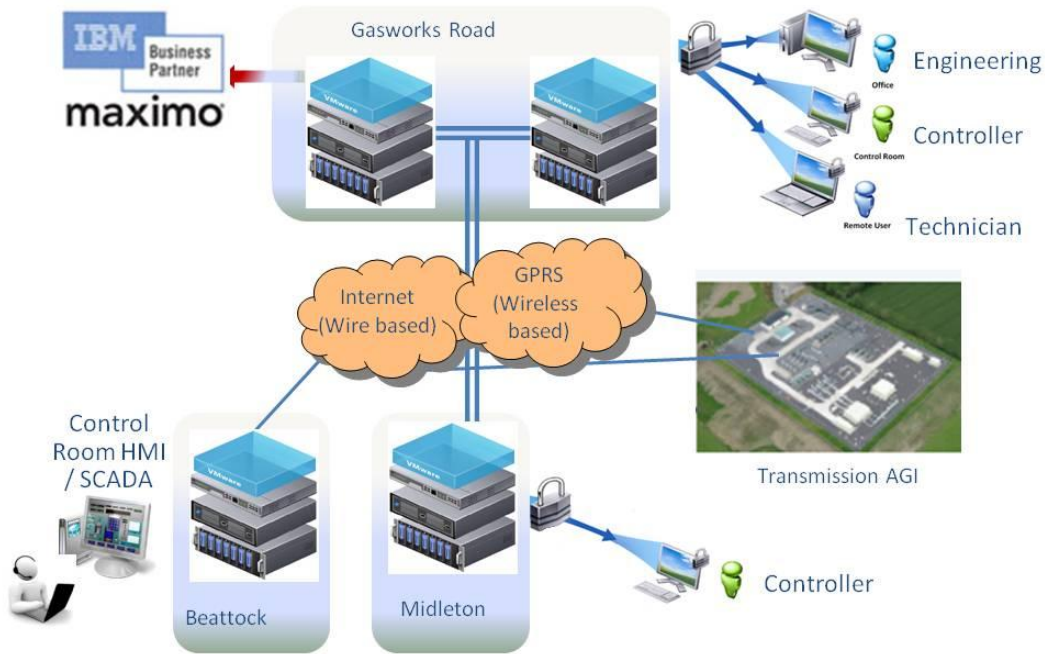 IBM
Business
Partner
maximo
Gasworks Road
VMware
VMware
Office
Engineering
Control Room
Controller
Remote User
Technician
Internet
(Wire based)
GPRS
(Wireless
based)
Control
Room HMI
/ SCADA
VMware
Beattock
VMware
Midleton
Transmission AGI
Controller